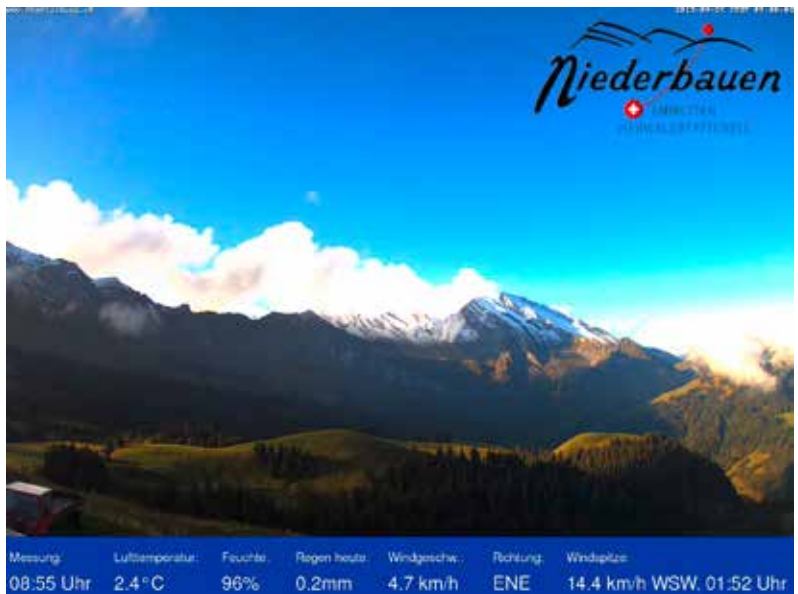 Niederbauen
EMMETTEN
Messung: Lufttemperatur: Feuchte: Regen heute: Windgeschw.: Richtung: Windspitze:
08:55 Uhr 2.4°C 96% 0.2mm 4.7 km/h ENE 14.4 km/h WSW, 01:52 Uhr